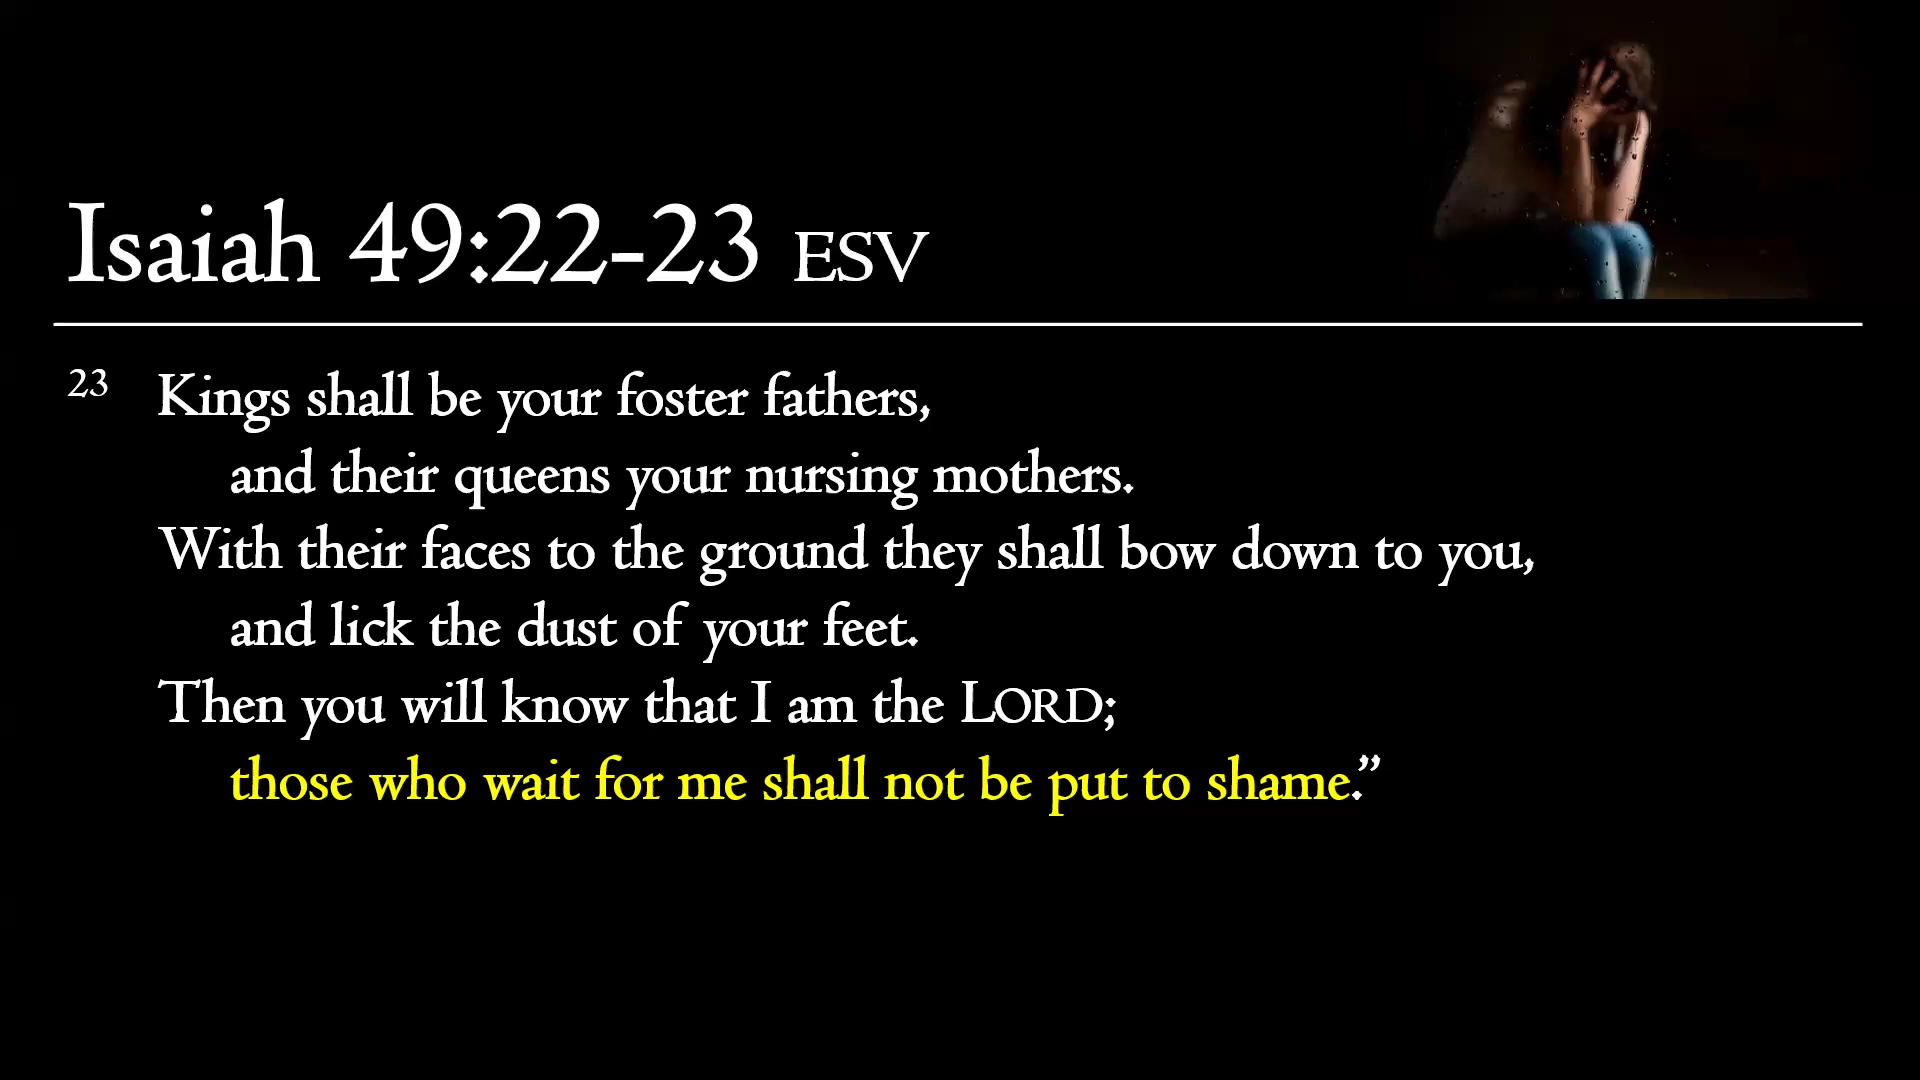 Isaiah 49:22-23 ESV
23 Kings shall be your foster fathers,
and their queens your nursing mothers.
With their faces to the ground they shall bow down to you,
and lick the dust of your feet.
Then you will know that I am the LORD;
those who wait for me shall not be put to shame.”